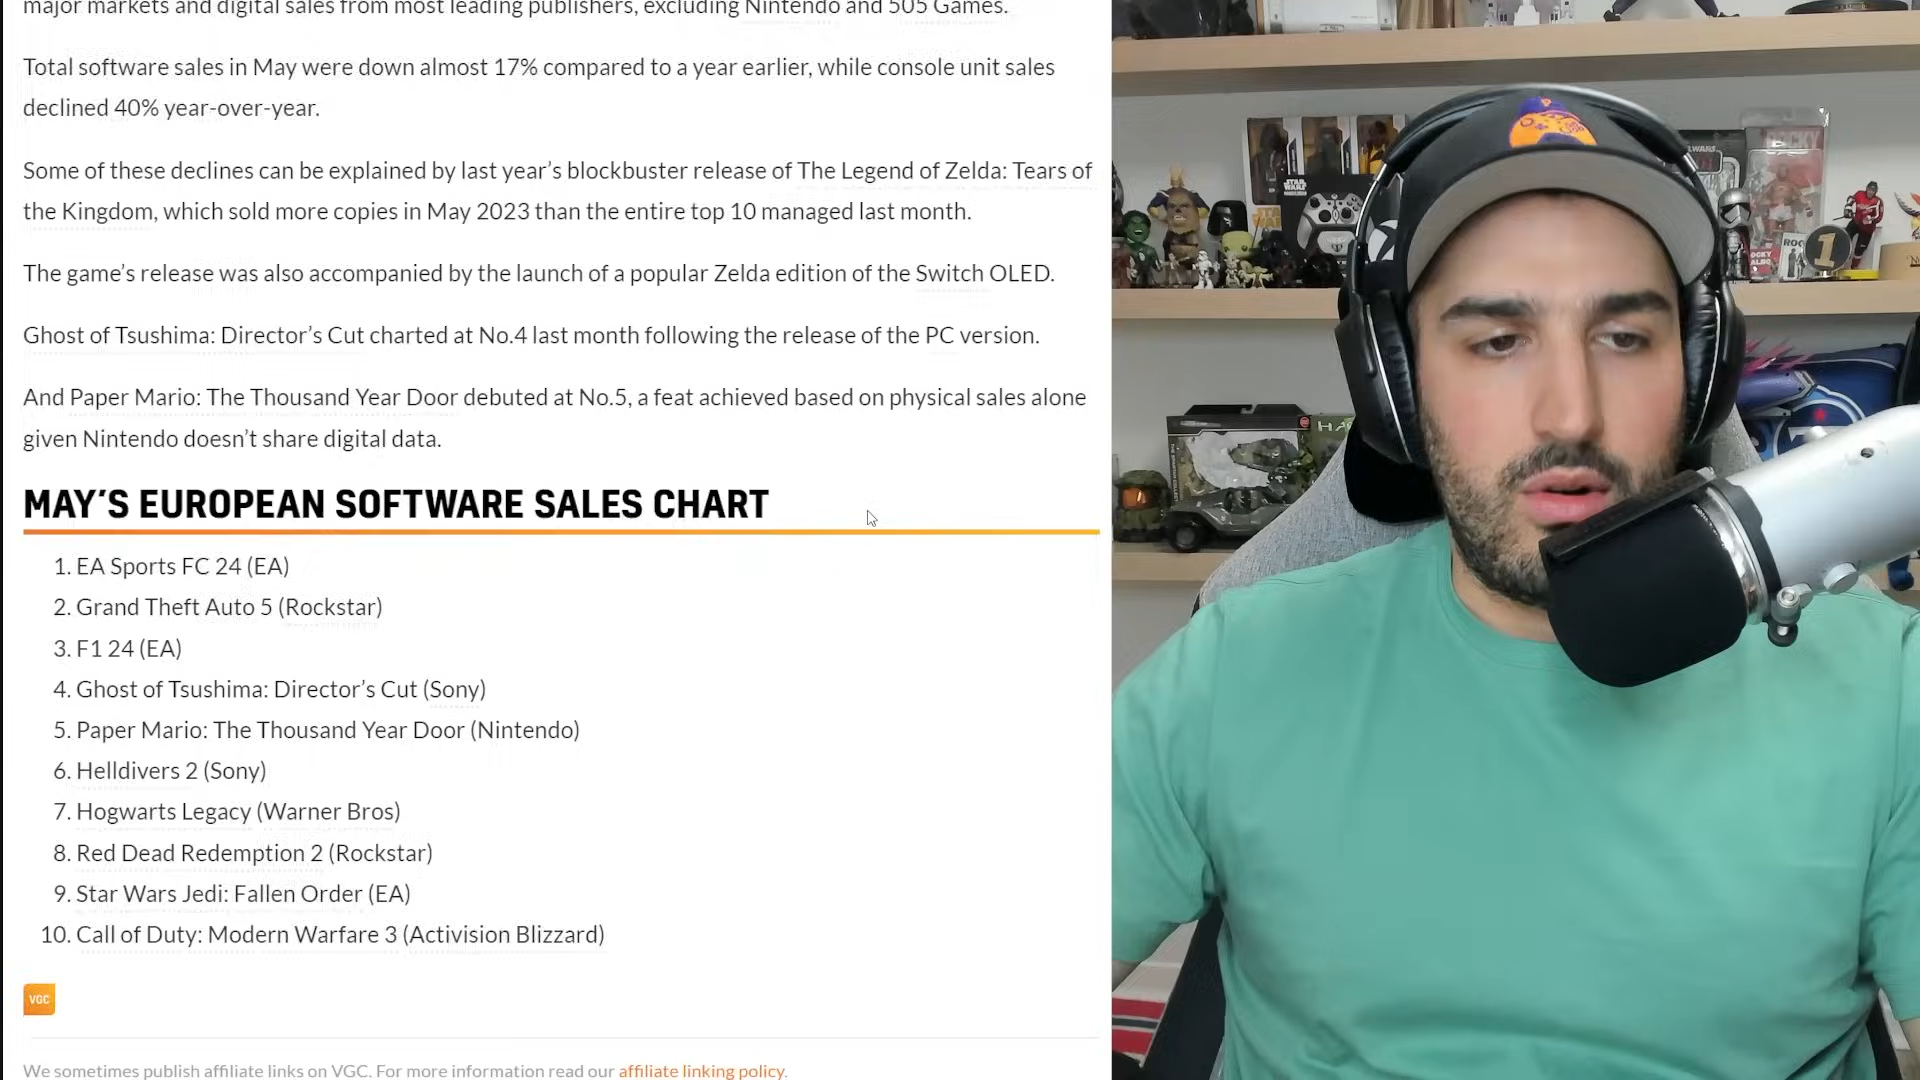 major markets and digital sales from most leading publishers, excluding Nintendo and 505 Games.
Total software sales in May were down almost 17% compared to a year earlier, while console unit sales
declined 40% year-over-year.
Some of these declines can be explained by last year’s blockbuster release of The Legend of Zelda: Tears of
the Kingdom, which sold more copies in May 2023 than the entire top 10 managed last month.
The game’s release was also accompanied by the launch of a popular Zelda edition of the Switch OLED.
Ghost of Tsushima: Director’s Cut charted at No.4 last month following the release of the PC version.
And Paper Mario: The Thousand Year Door debuted at No.5, a feat achieved based on physical sales alone
given Nintendo doesn’t share digital data.
MAY’S EUROPEAN SOFTWARE SALES CHART
1. EA Sports FC 24 (EA)
2. Grand Theft Auto 5 (Rockstar)
3. F1 24 (EA)
4. Ghost of Tsushima: Director’s Cut (Sony)
5. Paper Mario: The Thousand Year Door (Nintendo)
6. Helldivers 2 (Sony)
7. Hogwarts Legacy (Warner Bros)
8. Red Dead Redemption 2 (Rockstar)
9. Star Wars Jedi: Fallen Order (EA)
10. Call of Duty: Modern Warfare 3 (Activision Blizzard)
VGC
We sometimes publish affiliate links on VGC. For more information read our affiliate linking policy.
STAR WARS
ROCKY
1